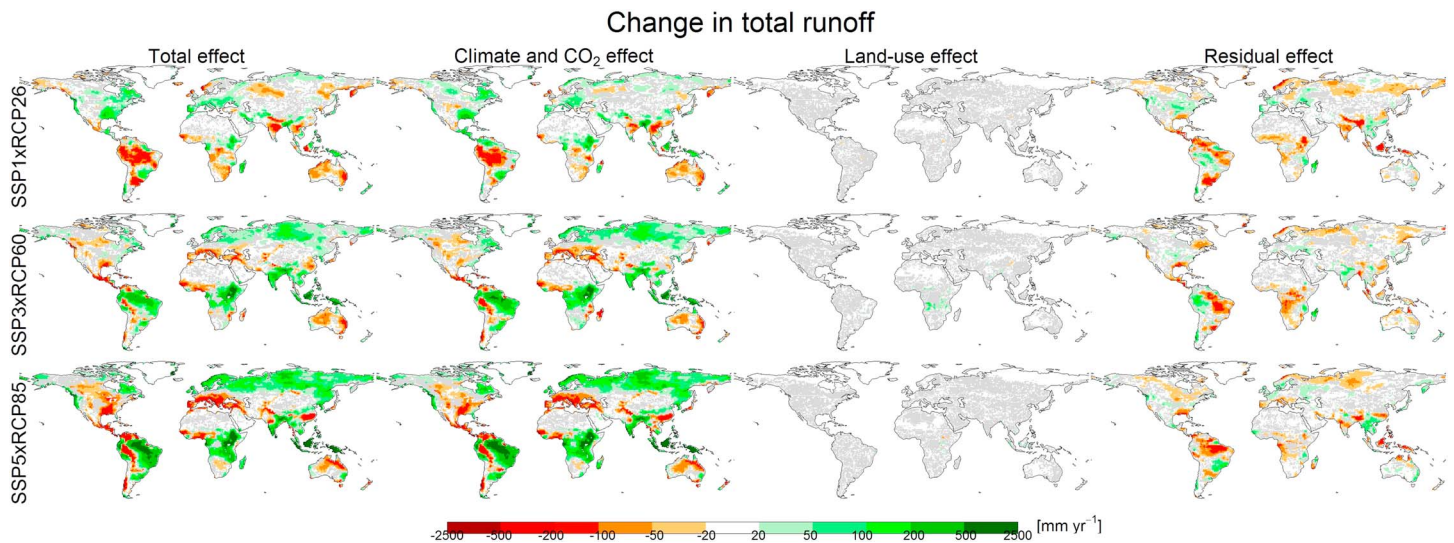 Change in total runoff
Total effect
Climate and CO₂ effect
Land-use effect
Residual effect
SSP1xRCP26
SSP3xRCP60
SSP5xRCP85
-2500 -500 -200 -100 -50 -20 20 50 100 200 500 2500 [mm yr⁻¹]